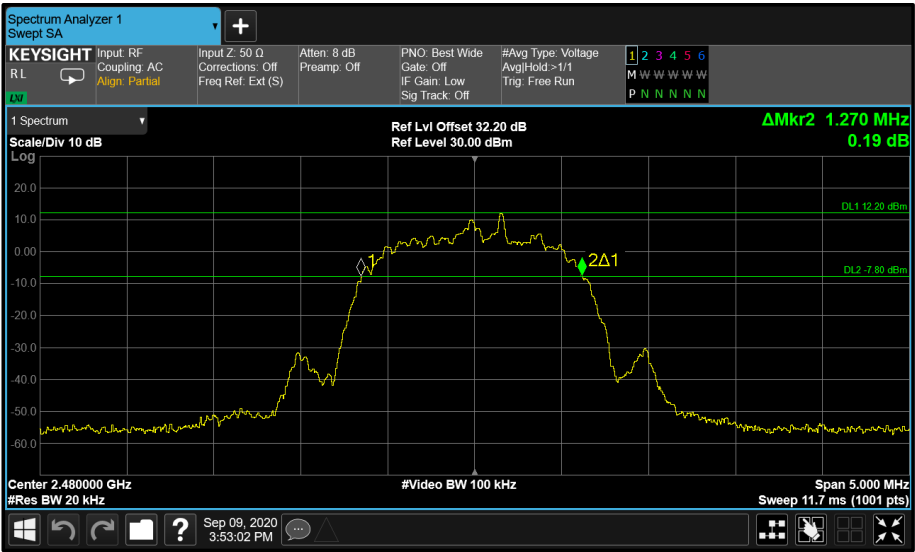 Spectrum Analyzer 1
Swept SA
KEYSIGHT
RL
LXI
Input: RF
Coupling: AC
Align: Partial
Input Z: 50 Ω
Corrections: Off
Freq Ref: Ext (S)
Atten: 8 dB
Preamp: Off
PNO: Best Wide
Gate: Off
IF Gain: Low
Sig Track: Off
#Avg Type: Voltage
Avg|Hold:>1/1
Trig: Free Run
1 2 3 4 5 6
M W W W W W
P N N N N N
1 Spectrum
Scale/Div 10 dB
Log
Ref Lvl Offset 32.20 dB
Ref Level 30.00 dBm
ΔMkr2 1.270 MHz
0.19 dB
20.0
10.0
0.00
-10.0
-20.0
-30.0
-40.0
-50.0
-60.0
DL1 12.20 dBm
1
2Δ1
DL2 -7.80 dBm
Center 2.480000 GHz
#Res BW 20 kHz
#Video BW 100 kHz
Span 5.000 MHz
Sweep 11.7 ms (1001 pts)
Sep 09, 2020
3:53:02 PM